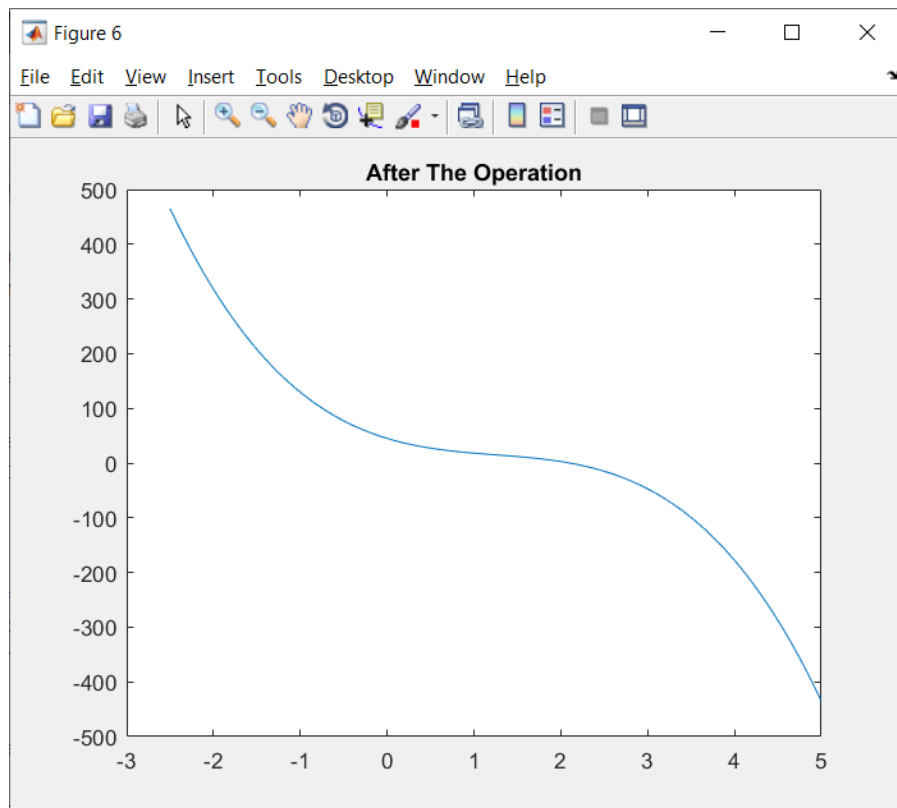 Figure 6
File Edit View Insert Tools Desktop Window Help
After The Operation
500
400
300
200
100
0
-100
-200
-300
-400
-500
-3 -2 -1 0 1 2 3 4 5